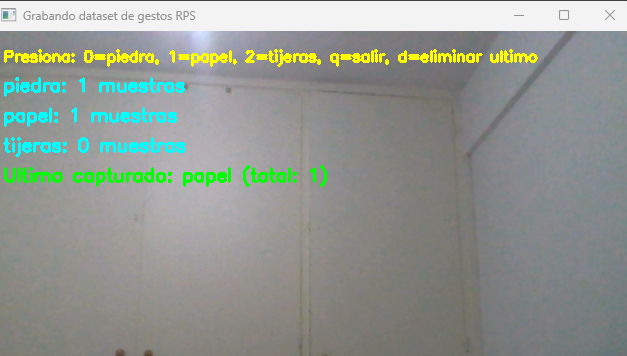 Grabando dataset de gestos RPS
Presiona: 0=piedra, 1=papel, 2=tijeras, q=salir, d=eliminar ultimo
piedra: 1 muestras
papel: 1 muestras
tijeras: 0 muestras
Ultimo capturado: papel (total: 1)